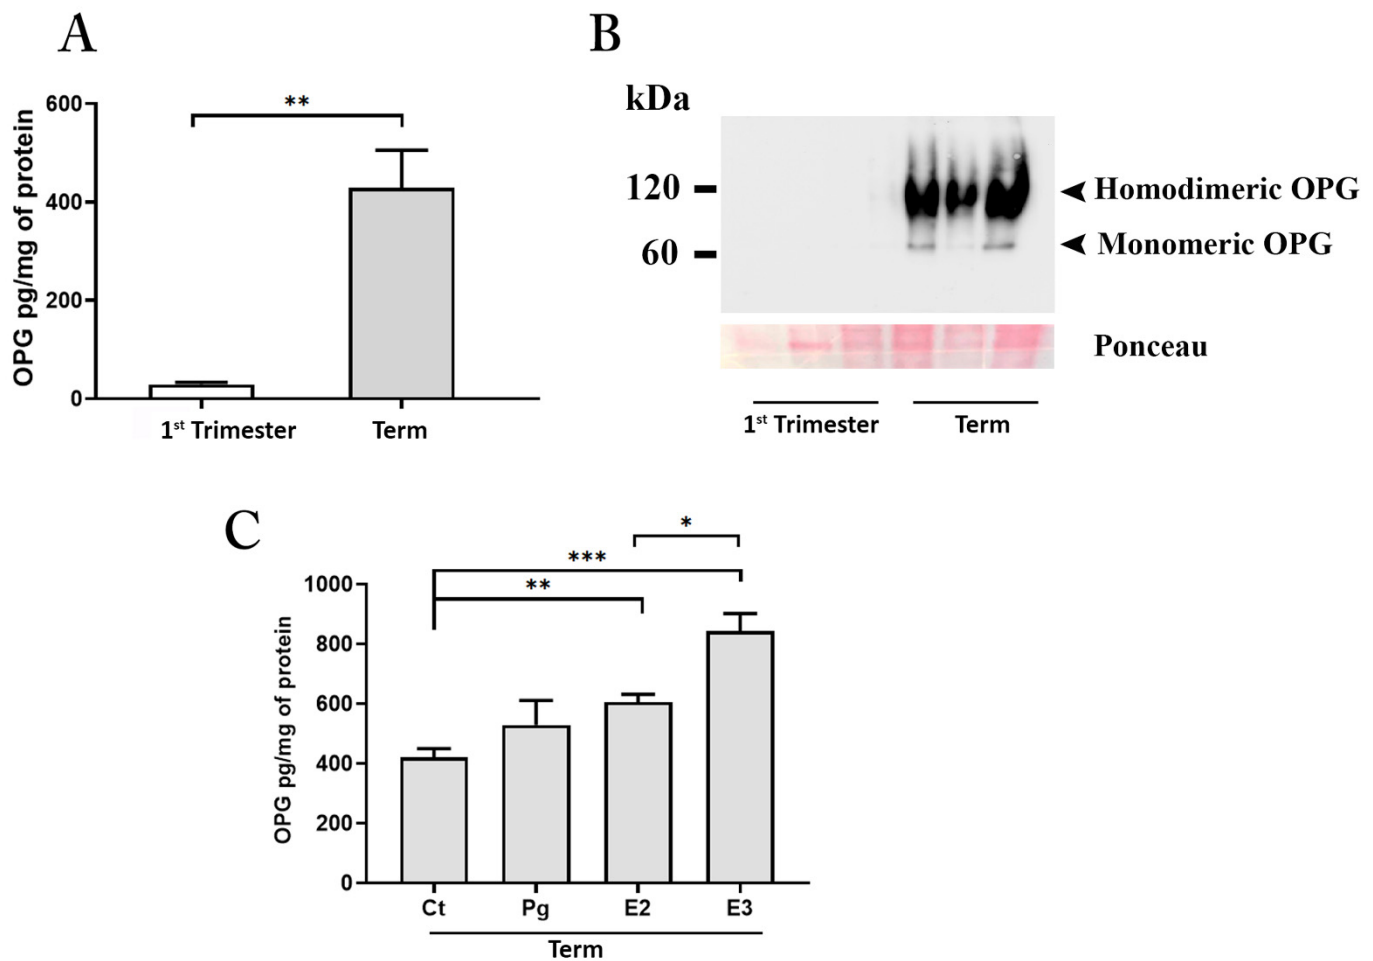 A
OPG pg/mg of protein
600
400
200
0
**
1st Trimester
Term
B
kDa
120
60
Homodimeric OPG
Monomeric OPG
Ponceau
1st Trimester
Term
C
OPG pg/mg of protein
1000
800
600
400
200
0
*
***
**
Ct
Pg
E2
E3
Term